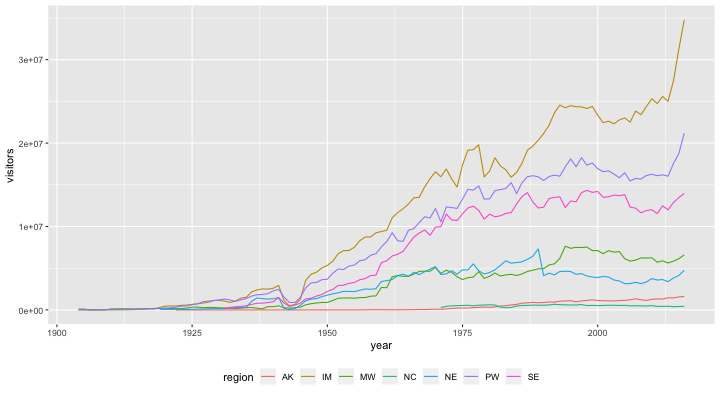 visitors
3e+07
2e+07
1e+07
0e+00
1900 1925 1950 1975 2000
year
region AK IM MW NC NE PW SE